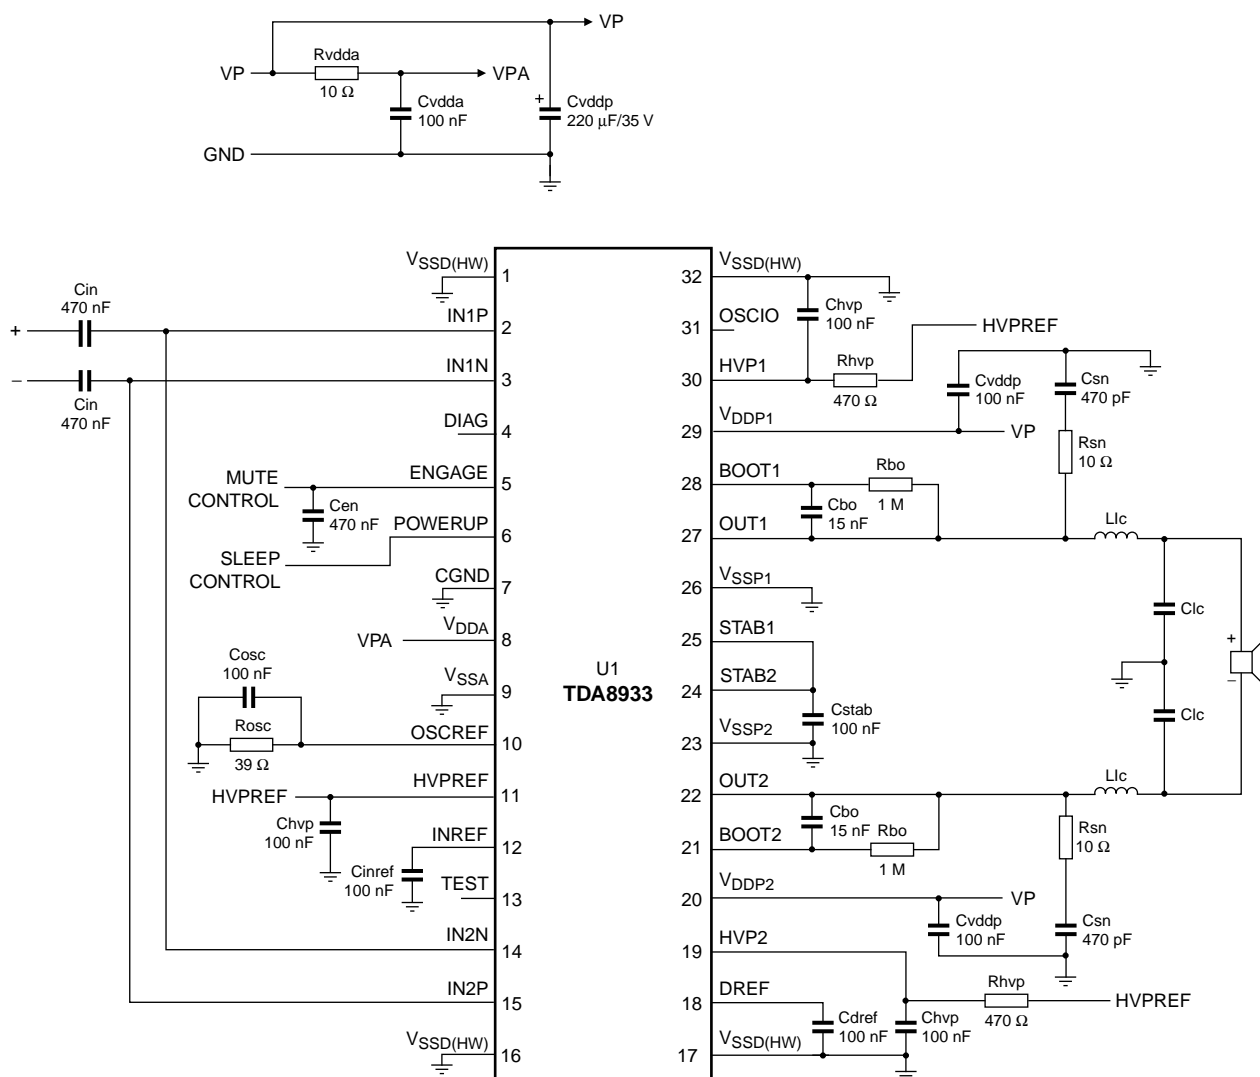 VP
Rvdda
VP
VPA
10 Ω
Cvdda
100 nF
+
Cvddp
220 μF/35 V
GND
VSSD(HW)
1
Cin
470 nF
+
IN1P
2
−
IN1N
3
Cin
470 nF
DIAG
4
MUTE
CONTROL
ENGAGE
5
Cen
470 nF
POWERUP
6
SLEEP
CONTROL
CGND
7
VPA
VDDA
8
Cosc
100 nF
VSSA
9
Rosc
39 Ω
OSCREF
10
HVPREF
HVPREF
11
Chvp
100 nF
INREF
12
Cinref
100 nF
TEST
13
IN2N
14
IN2P
15
VSSD(HW)
16
U1
TDA8933
32
VSSD(HW)
Chvp
100 nF
31
OSCIO
HVPREF
30
HVP1
Rhvp
470 Ω
Cvddp
100 nF
Csn
470 pF
29
VDDP1
VP
Rsn
10 Ω
28
BOOT1
Rbo
1 M
Cbo
15 nF
27
OUT1
Llc
26
VSSP1
Clc
25
STAB1
+
−
24
STAB2
Cstab
100 nF
Clc
23
VSSP2
22
OUT2
Llc
Cbo
15 nF
Rbo
1 M
Rsn
10 Ω
21
BOOT2
20
VDDP2
VP
Cvddp
100 nF
Csn
470 pF
19
HVP2
Rhvp
470 Ω
HVPREF
18
DREF
Cdref
100 nF
Chvp
100 nF
17
VSSD(HW)